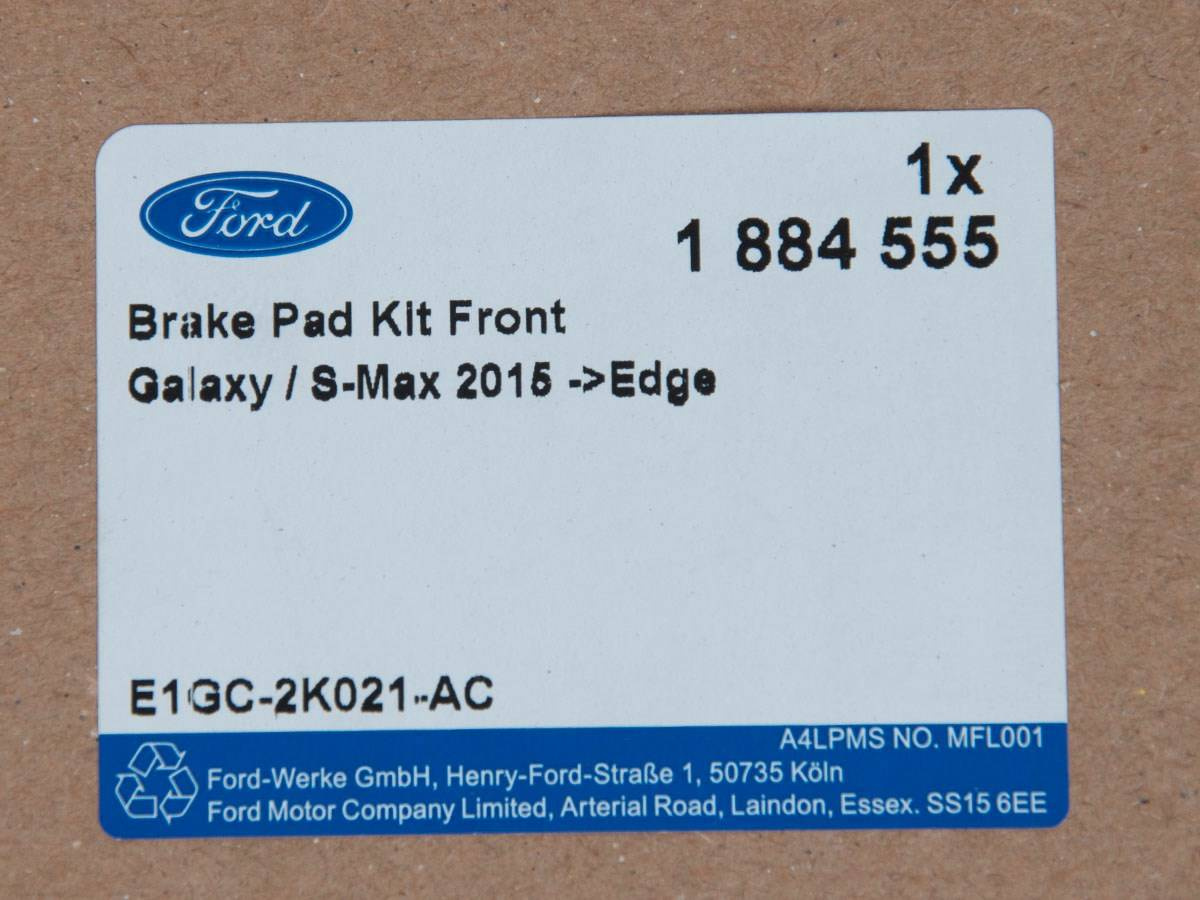 Ford
1x
1 884 555
Brake Pad Kit Front
Galaxy / S-Max 2015 ->Edge
E1GC-2K021-AC
A4LPMS NO. MFL001
Ford-Werke GmbH, Henry-Ford-Straße 1, 50735 Köln
Ford Motor Company Limited, Arterial Road, Laindon, Essex. SS15 6EE